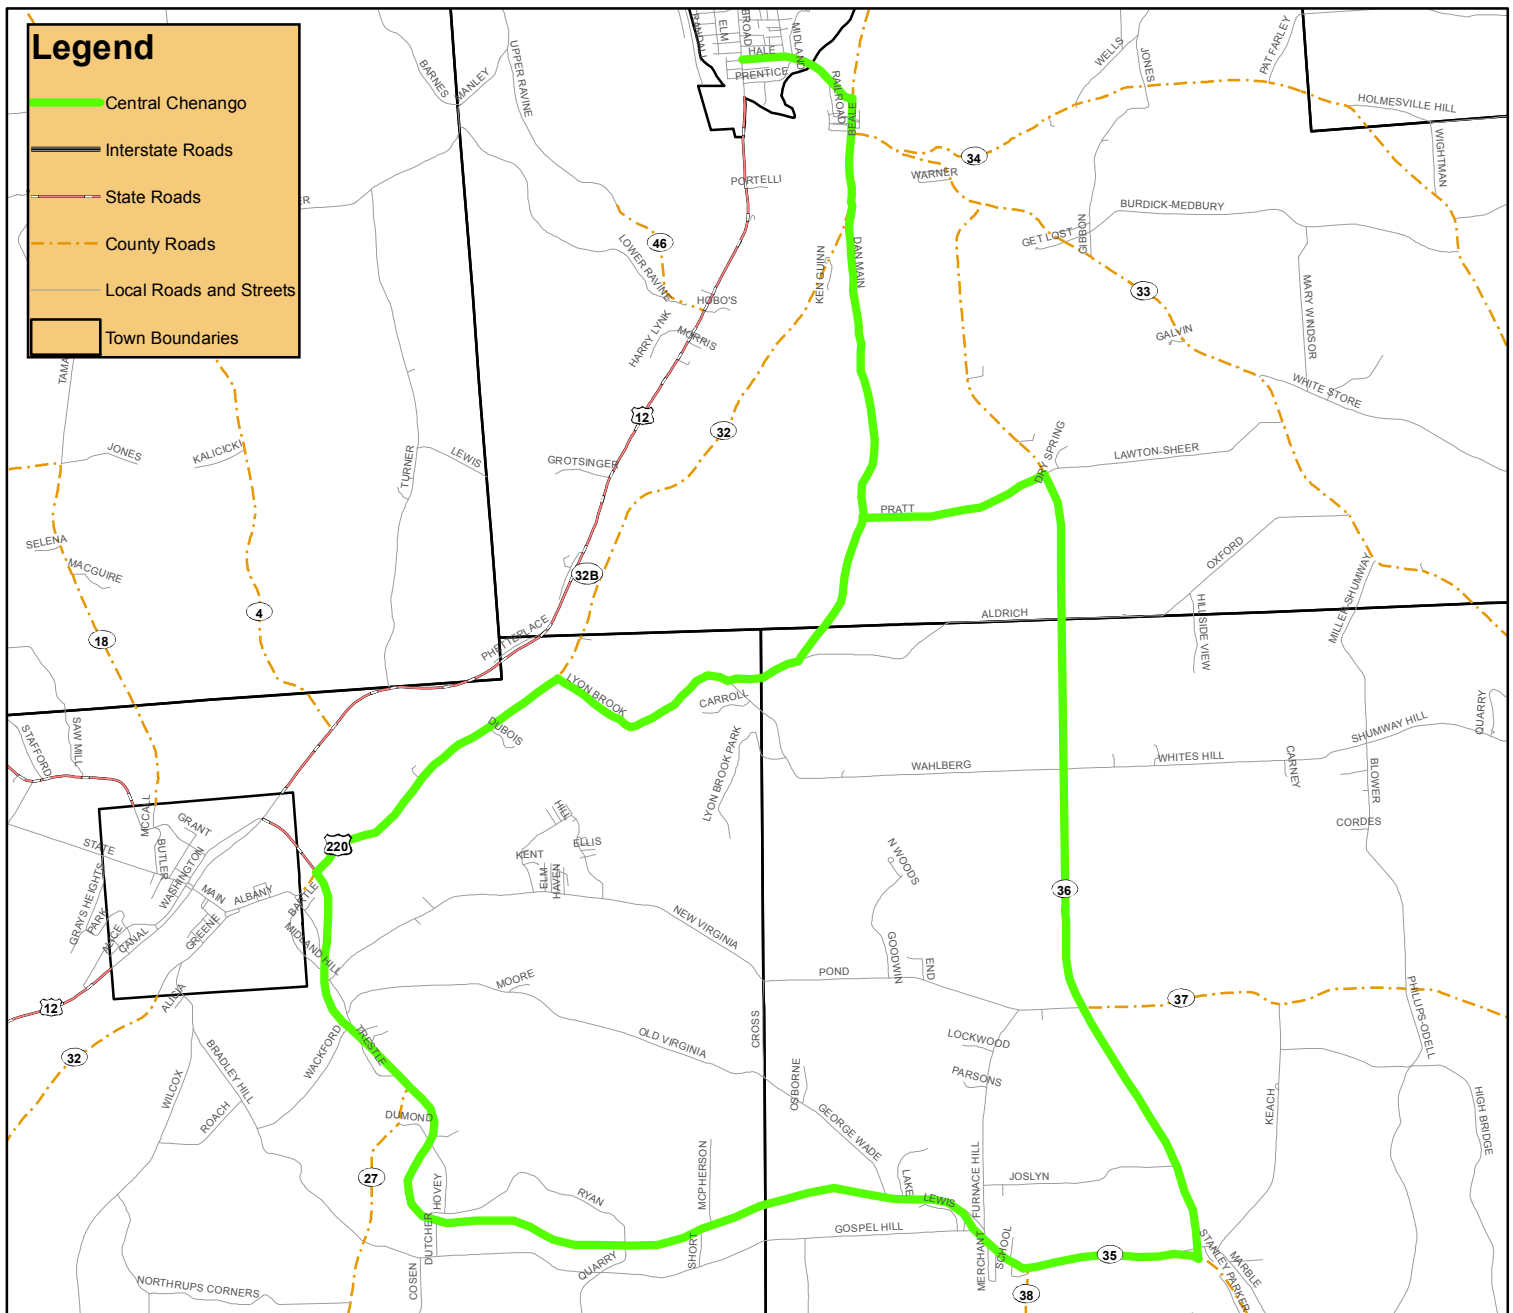 Legend
Central Chenango
Interstate Roads
State Roads
County Roads
Local Roads and Streets
Town Boundaries
RANDALL
ELM
BROAD
MIDLAND
HALE
PRENTICE
RAILROAD
BEALE
BARNES
MANLEY
UPPER RAVINE
WELLS
JONES
PAT FARLEY
HOLMESVILLE HILL
WIGHTMAN
34
WARNER
PORTELLI
ER
BURDICK-MEDBURY
GET LOST
GIBBON
46
LOWER RAVINE
HOBO'S
KEN GUINN
DAN MAIN
33
MARY WINDSOR
GALVIN
HARRY LYNK
MORRIS
TAMA
WHITE STORE
12
32
JONES
KALICICKI
TURNER
LEWIS
GROTSINGER
DRY SPRING
LAWTON-SHEER
PRATT
SELENA
MACGUIRE
32B
OXFORD
MILLER-SHUMWAY
4
18
PHETTEPLACE
ALDRICH
HILLSIDE VIEW
LYON BROOK
CARROLL
DUBOIS
STAFFORD
SAW MILL
LYON BROOK PARK
WAHLBERG
WHITES HILL
CARNEY
SHUMWAY HILL
QUARRY
BLOWER
CORDES
MCCALL
GRANT
STATE
BUTLER
WASHINGTON
220
HILL
KENT
ELLIS
ELM
HAVEN
N WOODS
GRAYS HEIGHTS
PARK
ALICE
CANAL
MAIN
ALBANY
GREENE
BARTLE
MIDLAND HILL
36
NEW VIRGINIA
GOODWIN
END
POND
MOORE
37
12
ALICIA
PHILLIPS-ODELL
OLD VIRGINIA
CROSS
LOCKWOOD
PARSONS
32
WILCOX
BRADLEY HILL
WACKFORD
TRESTLE
OSBORNE
GEORGE WADE
ROACH
DUMOND
KEACH
HIGH BRIDGE
27
HOVEY
RYAN
MCPHERSON
LAKE
LEWIS
FURNACE HILL
JOSLYN
DUTCHER
SHORT
GOSPEL HILL
MERCHANT
SCHOOL
35
STANLEY PARKER
MARBLE
QUARRY
NORTHRUPS CORNERS
COSEN
38